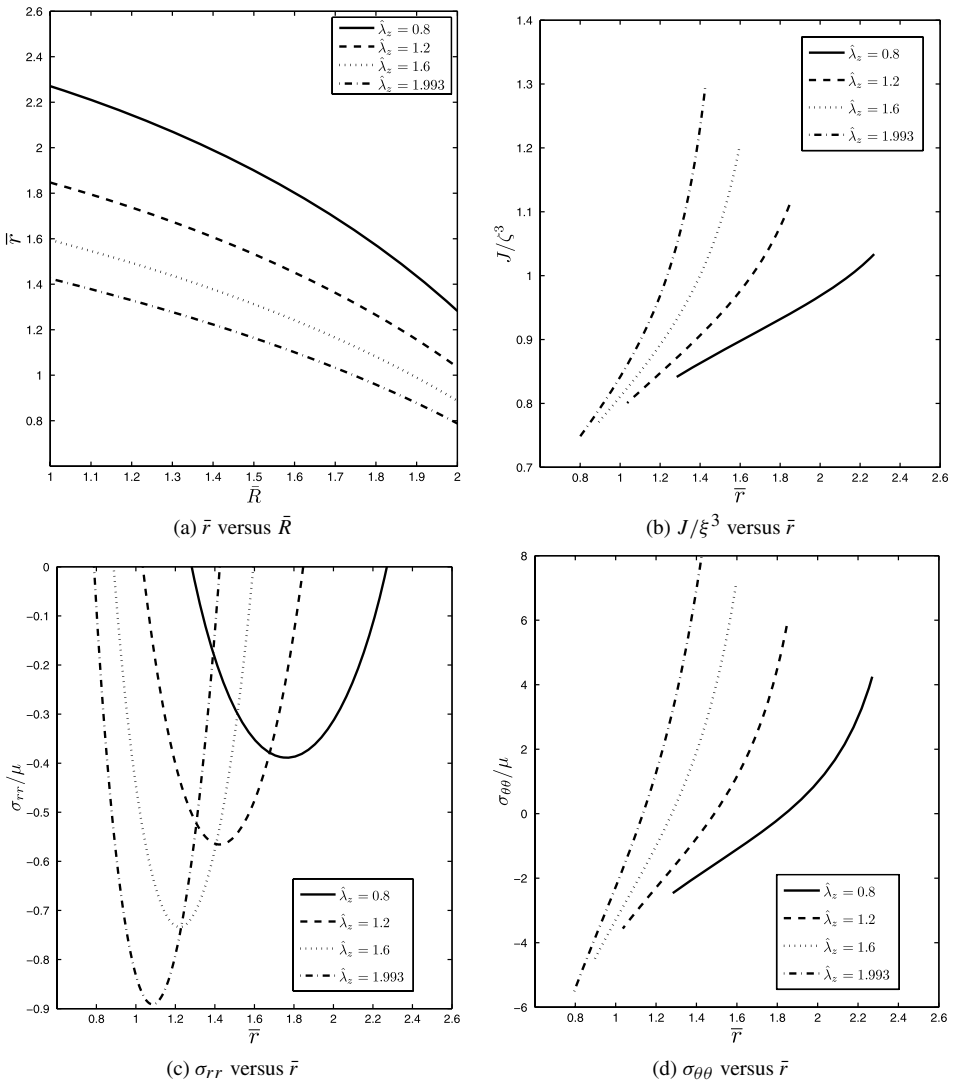 2.6
2.4
2.2
2
1.8
1.6
1.4
1.2
1
0.8
r̅
1 1.1 1.2 1.3 1.4 1.5 1.6 1.7 1.8 1.9 2
R̄
λ̂z = 0.8
λ̂z = 1.2
λ̂z = 1.6
λ̂z = 1.993
(a) r̄ versus R̄
1.4
1.3
1.2
1.1
1
0.9
0.8
0.7
J/ζ³
0.8 1 1.2 1.4 1.6 1.8 2 2.2 2.4 2.6
r̅
λ̂z = 0.8
λ̂z = 1.2
λ̂z = 1.6
λ̂z = 1.993
(b) J/ξ³ versus r̄
0
−0.1
−0.2
−0.3
−0.4
−0.5
−0.6
−0.7
−0.8
−0.9
σrr/μ
0.8 1 1.2 1.4 1.6 1.8 2 2.2 2.4 2.6
r̅
λ̂z = 0.8
λ̂z = 1.2
λ̂z = 1.6
λ̂z = 1.993
(c) σrr versus r̄
8
6
4
2
0
−2
−4
−6
σθθ/μ
0.8 1 1.2 1.4 1.6 1.8 2 2.2 2.4 2.6
r̅
λ̂z = 0.8
λ̂z = 1.2
λ̂z = 1.6
λ̂z = 1.993
(d) σθθ versus r̄